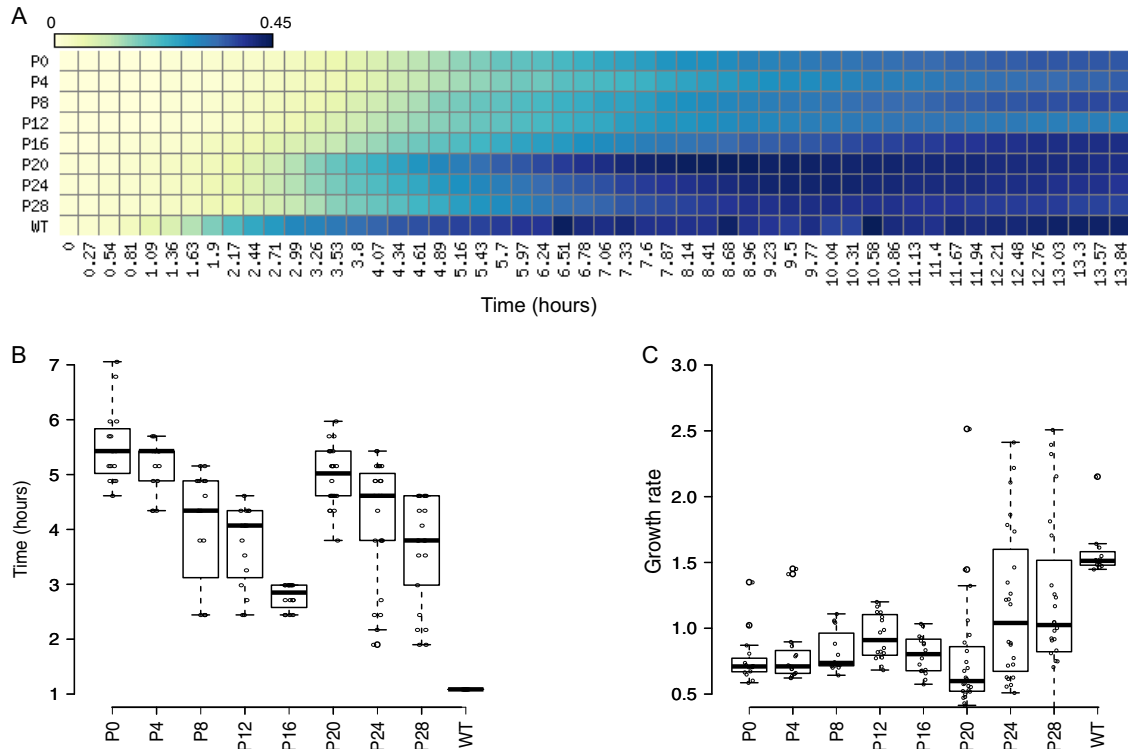 A
0 0.45
P0
P4
P8
P12
P16
P20
P24
P28
WT
0 0.27 0.54 0.81 1.09 1.36 1.63 1.9 2.17 2.44 2.71 2.99 3.26 3.53 3.8 4.07 4.34 4.61 4.89 5.16 5.43 5.7 5.97 6.24 6.51 6.78 7.06 7.33 7.6 7.87 8.14 8.41 8.68 8.96 9.23 9.5 9.77 10.04 10.31 10.58 10.86 11.13 11.4 11.67 11.94 12.21 12.48 12.76 13.03 13.3 13.57 13.84
Time (hours)
B
Time (hours)
7
6
5
4
3
2
1
P0 P4 P8 P12 P16 P20 P24 P28 WT
C
Growth rate
3.0
2.5
2.0
1.5
1.0
0.5
P0 P4 P8 P12 P16 P20 P24 P28 WT